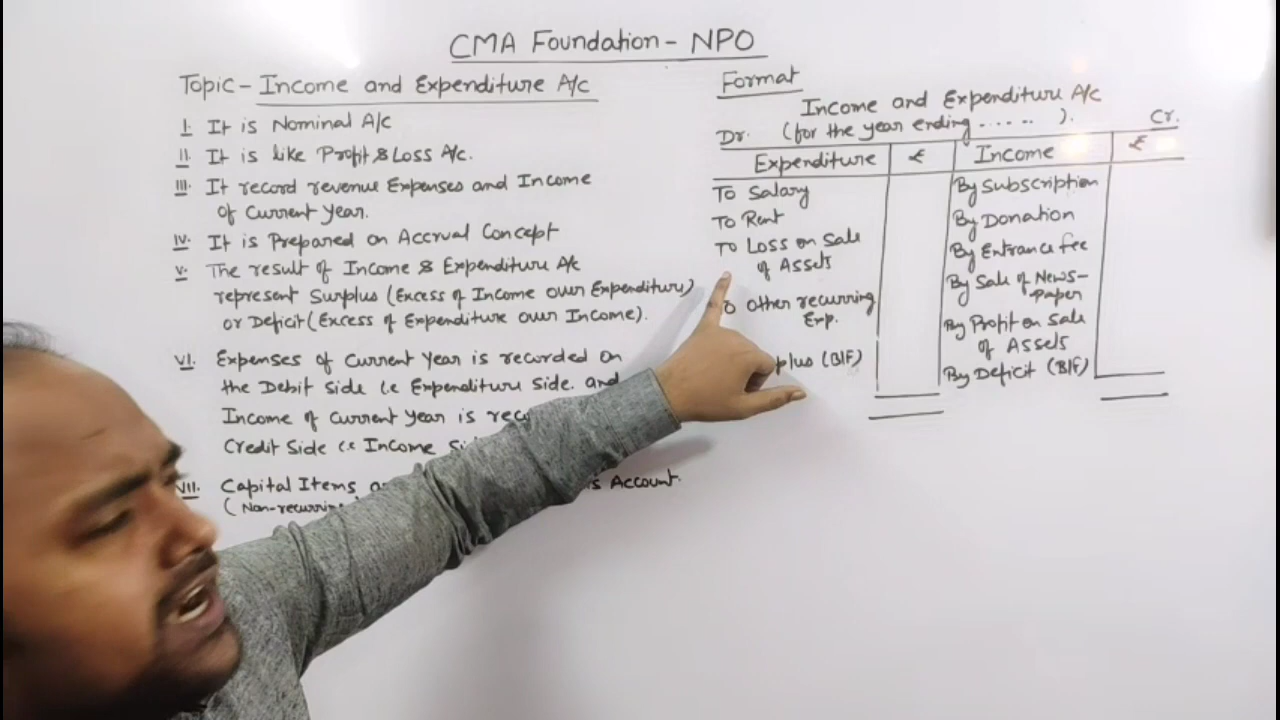 CMA Foundation - NPO
Topic - Income and Expenditure A/c
I. It is Nominal A/c
II. It is like Profit & Loss A/c.
III. It record revenue Expenses and Income
of Current Year.
IV. It is Prepared on Accrual Concept
V. The result of Income & Expenditure A/c
represent Surplus (Excess of Income over Expenditure)
or Deficit (Excess of Expenditure over Income).
VI. Expenses of Current Year is recorded on
the Debit Side i.e Expenditure Side. and
Income of Current Year is
Credit Side i.e Income
VII. Capital Items Account.
(Non-recurring
Format
Income and Expenditure A/c
Dr. (for the year ending ......). Cr.
Expenditure ₹ Income ₹
To Salary
To Rent
To Loss on Sale
of Assets
To Other recurring
Exp.
plus (B/F)
By Subscription
By Donation
By Entrance fee
By Sale of News-
Paper
By Profit on Sale
of Assets
By Deficit (B/F)